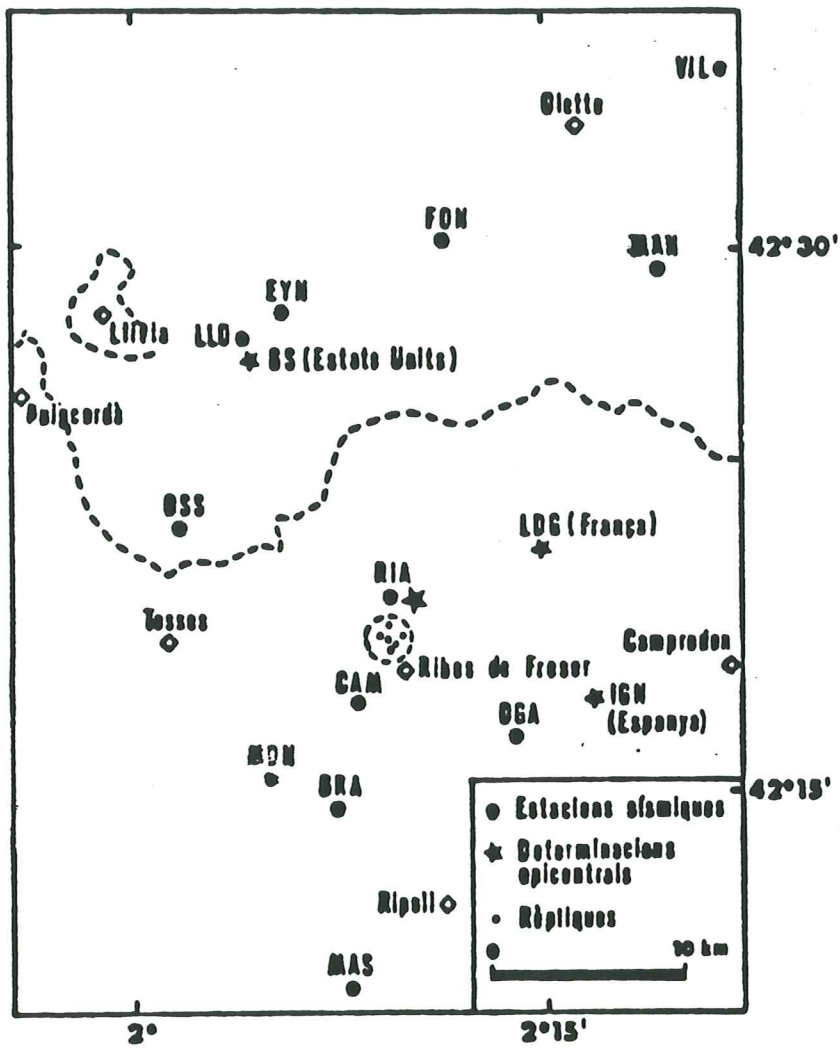 VIL
Olette
FON
MAN
42° 30'
EYN
Llívia
LLO
GS (Estats Units)
Puigcerdà
OSS
LDG (França)
RIA
Tosses
Camprodon
Ribes de Freser
CAM
IGN
(Espanya)
OGA
MON
BRA
42° 15'
Estacions sísmiques
Determinacions
epicentrals
Rèpliques
Ripoll
0
10 km
MAS
2°
2° 15'